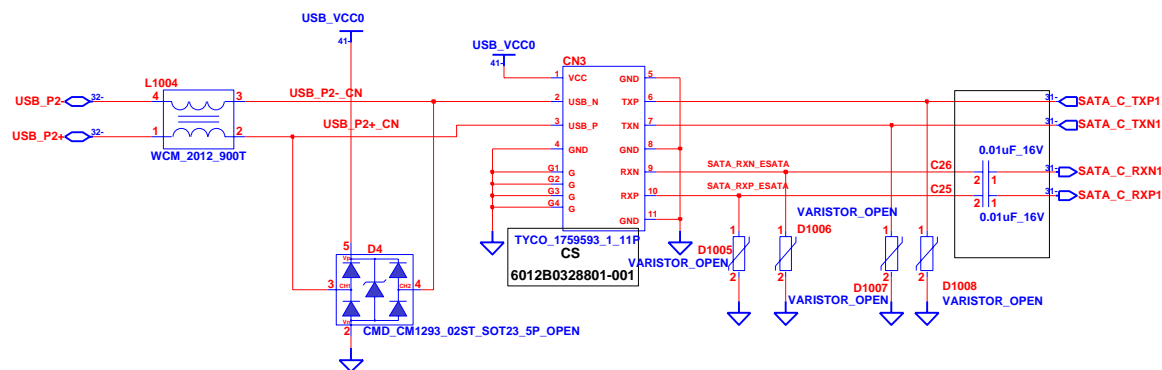 USB_VCC0
41-
USB_VCC0
41-
CN3
L1004
4
3
1
2
WCM_2012_900T
USB_P2-
32-
USB_P2+
32-
USB_P2-_CN
USB_P2+_CN
1
VCC
2
USB_N
3
USB_P
4
GND
G1
G
G2
G
G3
G
G4
G
GND
5
TXP
6
TXN
7
GND
8
RXN
9
RXP
10
GND
11
TYCO_1759593_1_11P
CS
6012B0328801-001
SATA_RXN_ESATA
SATA_RXP_ESATA
C26
0.01uF_16V
2
1
C25
2
1
0.01uF_16V
31-
SATA_C_TXP1
31-
SATA_C_TXN1
31-
SATA_C_RXN1
31-
SATA_C_RXP1
1
D1005
VARISTOR_OPEN
2
1
VARISTOR_OPEN
D1006
2
1
D1007
VARISTOR_OPEN
2
1
D1008
VARISTOR_OPEN
2
5
D4
Vp
3
CH1
CH2
4
Vn
2
CMD_CM1293_02ST_SOT23_5P_OPEN